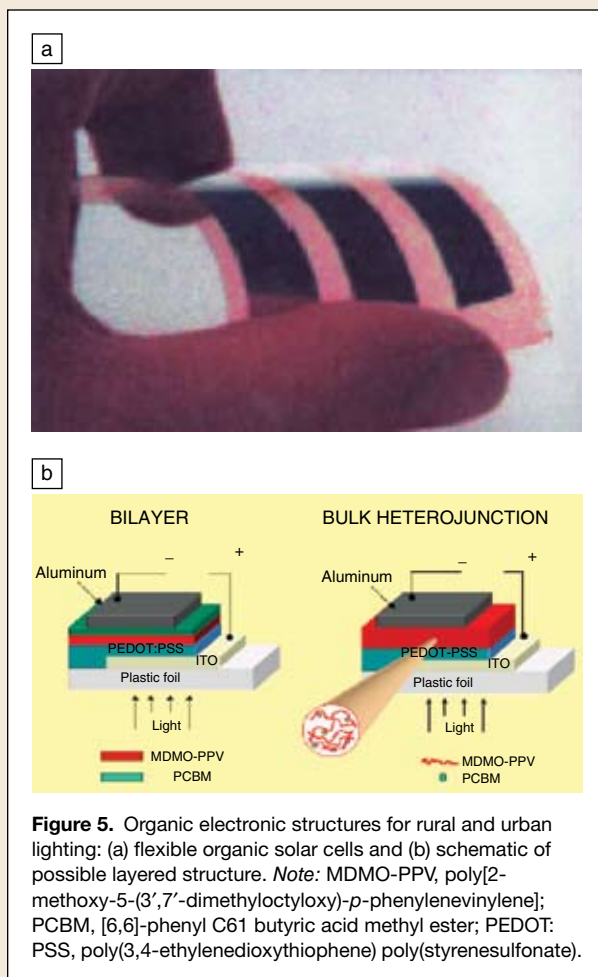 a
b
BILAYER
BULK HETEROJUNCTION
– +
– +
Aluminum
Aluminum
PEDOT:PSS
PEDOT-PSS
ITO
ITO
Plastic foil
Plastic foil
Light
Light
MDMO-PPV
MDMO-PPV
PCBM
PCBM
Figure 5. Organic electronic structures for rural and urban
lighting: (a) flexible organic solar cells and (b) schematic of
possible layered structure. Note: MDMO-PPV, poly[2-
methoxy-5-(3′,7′-dimethyloctyloxy)-p-phenylenevinylene];
PCBM, [6,6]-phenyl C61 butyric acid methyl ester; PEDOT:
PSS, poly(3,4-ethylenedioxythiophene) poly(styrenesulfonate).